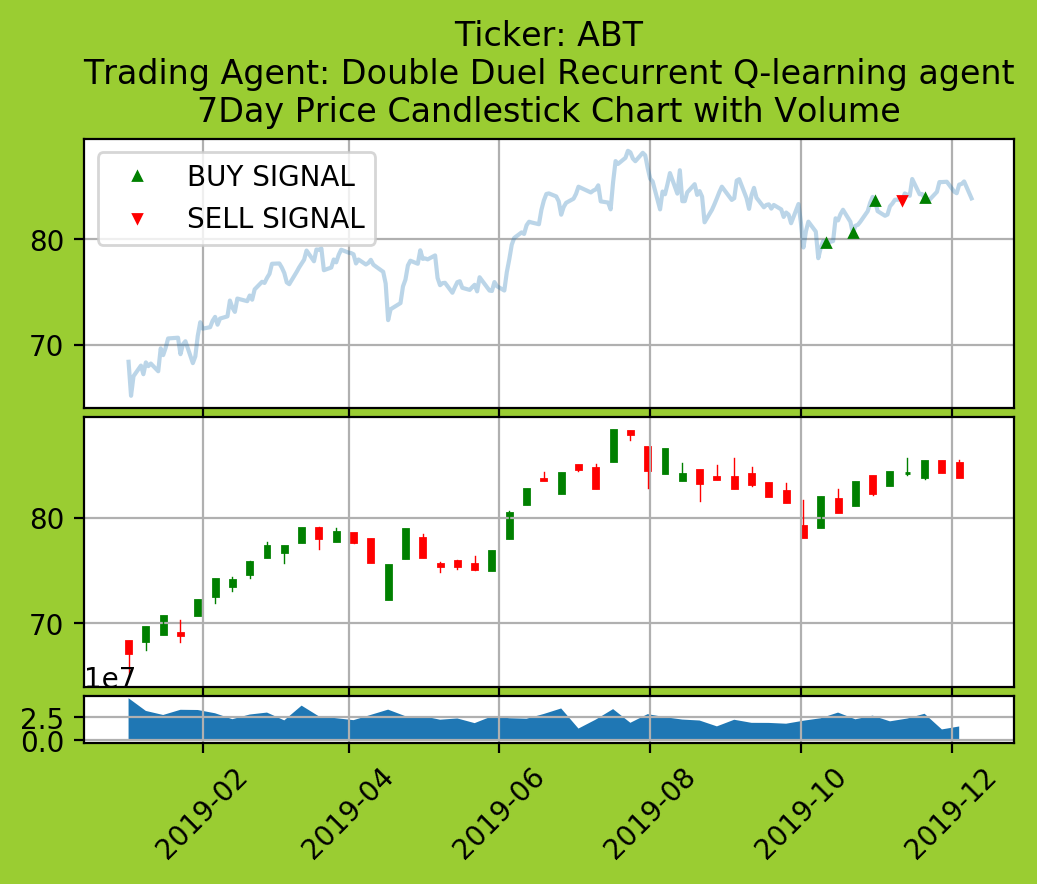 Ticker: ABT
Trading Agent: Double Duel Recurrent Q-learning agent
7Day Price Candlestick Chart with Volume
BUY SIGNAL
SELL SIGNAL
80
70
80
70
1e7
2.5
0.0
2019-02
2019-04
2019-06
2019-08
2019-10
2019-12